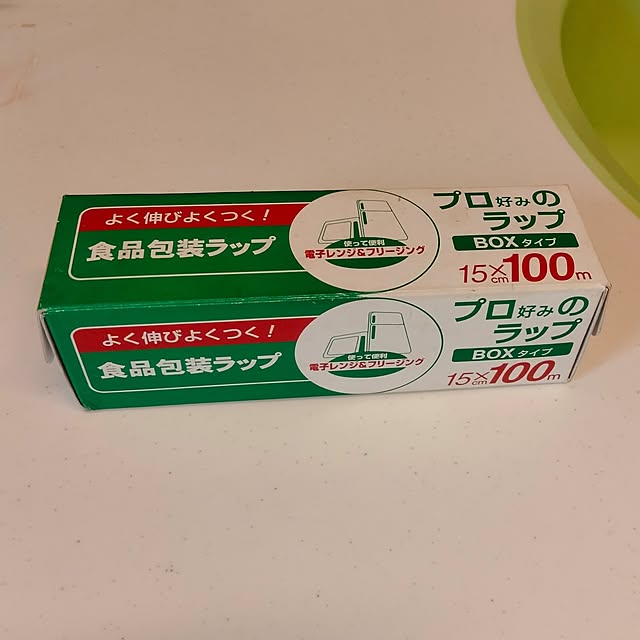 よく伸びよくつく！
食品包装ラップ
使って便利
電子レンジ&フリージング
プロ好みの
ラップ
BOXタイプ
15cm×100m
よく伸びよくつく！
食品包装ラップ
使って便利
電子レンジ&フリージング
プロ好みの
ラップ
BOXタイプ
15cm×100m